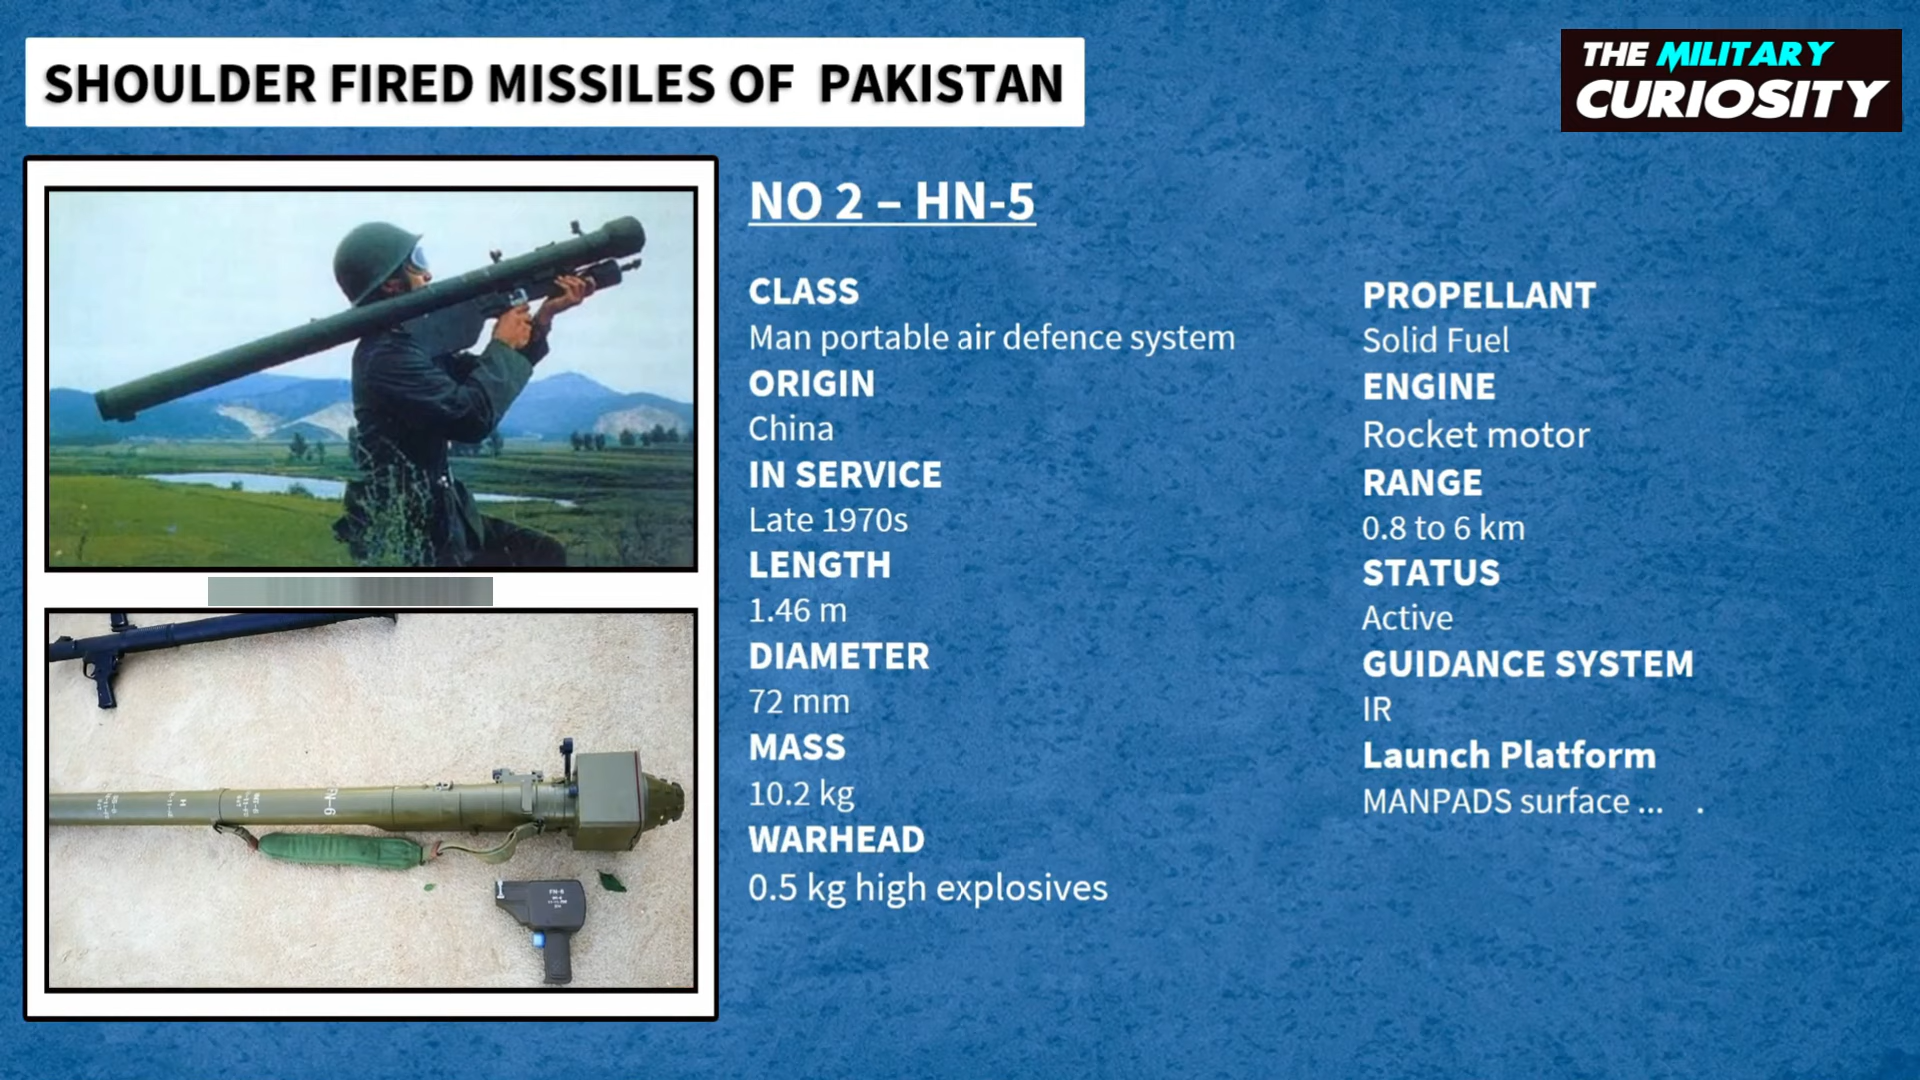 SHOULDER FIRED MISSILES OF PAKISTAN
THE MILITARY
CURIOSITY
NO 2 – HN-5
CLASS
Man portable air defence system
ORIGIN
China
IN SERVICE
Late 1970s
LENGTH
1.46 m
DIAMETER
72 mm
MASS
10.2 kg
WARHEAD
0.5 kg high explosives
PROPELLANT
Solid Fuel
ENGINE
Rocket motor
RANGE
0.8 to 6 km
STATUS
Active
GUIDANCE SYSTEM
IR
Launch Platform
MANPADS surface ... .
FN-6